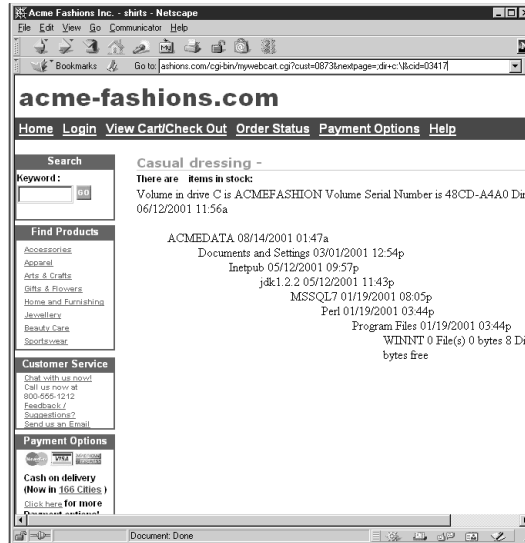 Acme Fashions Inc. - shirts - Netscape
File Edit View Go Communicator Help
Bookmarks Go to: ashions.com/cgi-bin/mywebcart.cgi?cust=0873&nextpage=;dir+c:\|&cid=03417
acme-fashions.com
Home Login View Cart/Check Out Order Status Payment Options Help
Search
Keyword :
GO
Find Products
Accessories
Apparel
Arts & Crafts
Gifts & Flowers
Home and Furnishing
Jewellery
Beauty Care
Sportswear
Customer Service
Chat with us now!
Call us now at
800-555-1212
Feedback /
Suggestions?
Send us an Email
Payment Options
VISA
Cash on delivery
(Now in 166 Cities )
Click here for more
Payment options!
Casual dressing -
There are items in stock:
Volume in drive C is ACMEFASHION Volume Serial Number is 48CD-A4A0 Dir
06/12/2001 11:56a
ACMEDATA 08/14/2001 01:47a
Documents and Settings 03/01/2001 12:54p
Inetpub 05/12/2001 09:57p
jdk1.2.2 05/12/2001 11:43p
MSSQL7 01/19/2001 08:05p
Perl 01/19/2001 03:44p
Program Files 01/19/2001 03:44p
WINNT 0 File(s) 0 bytes 8 Di
bytes free
Document: Done